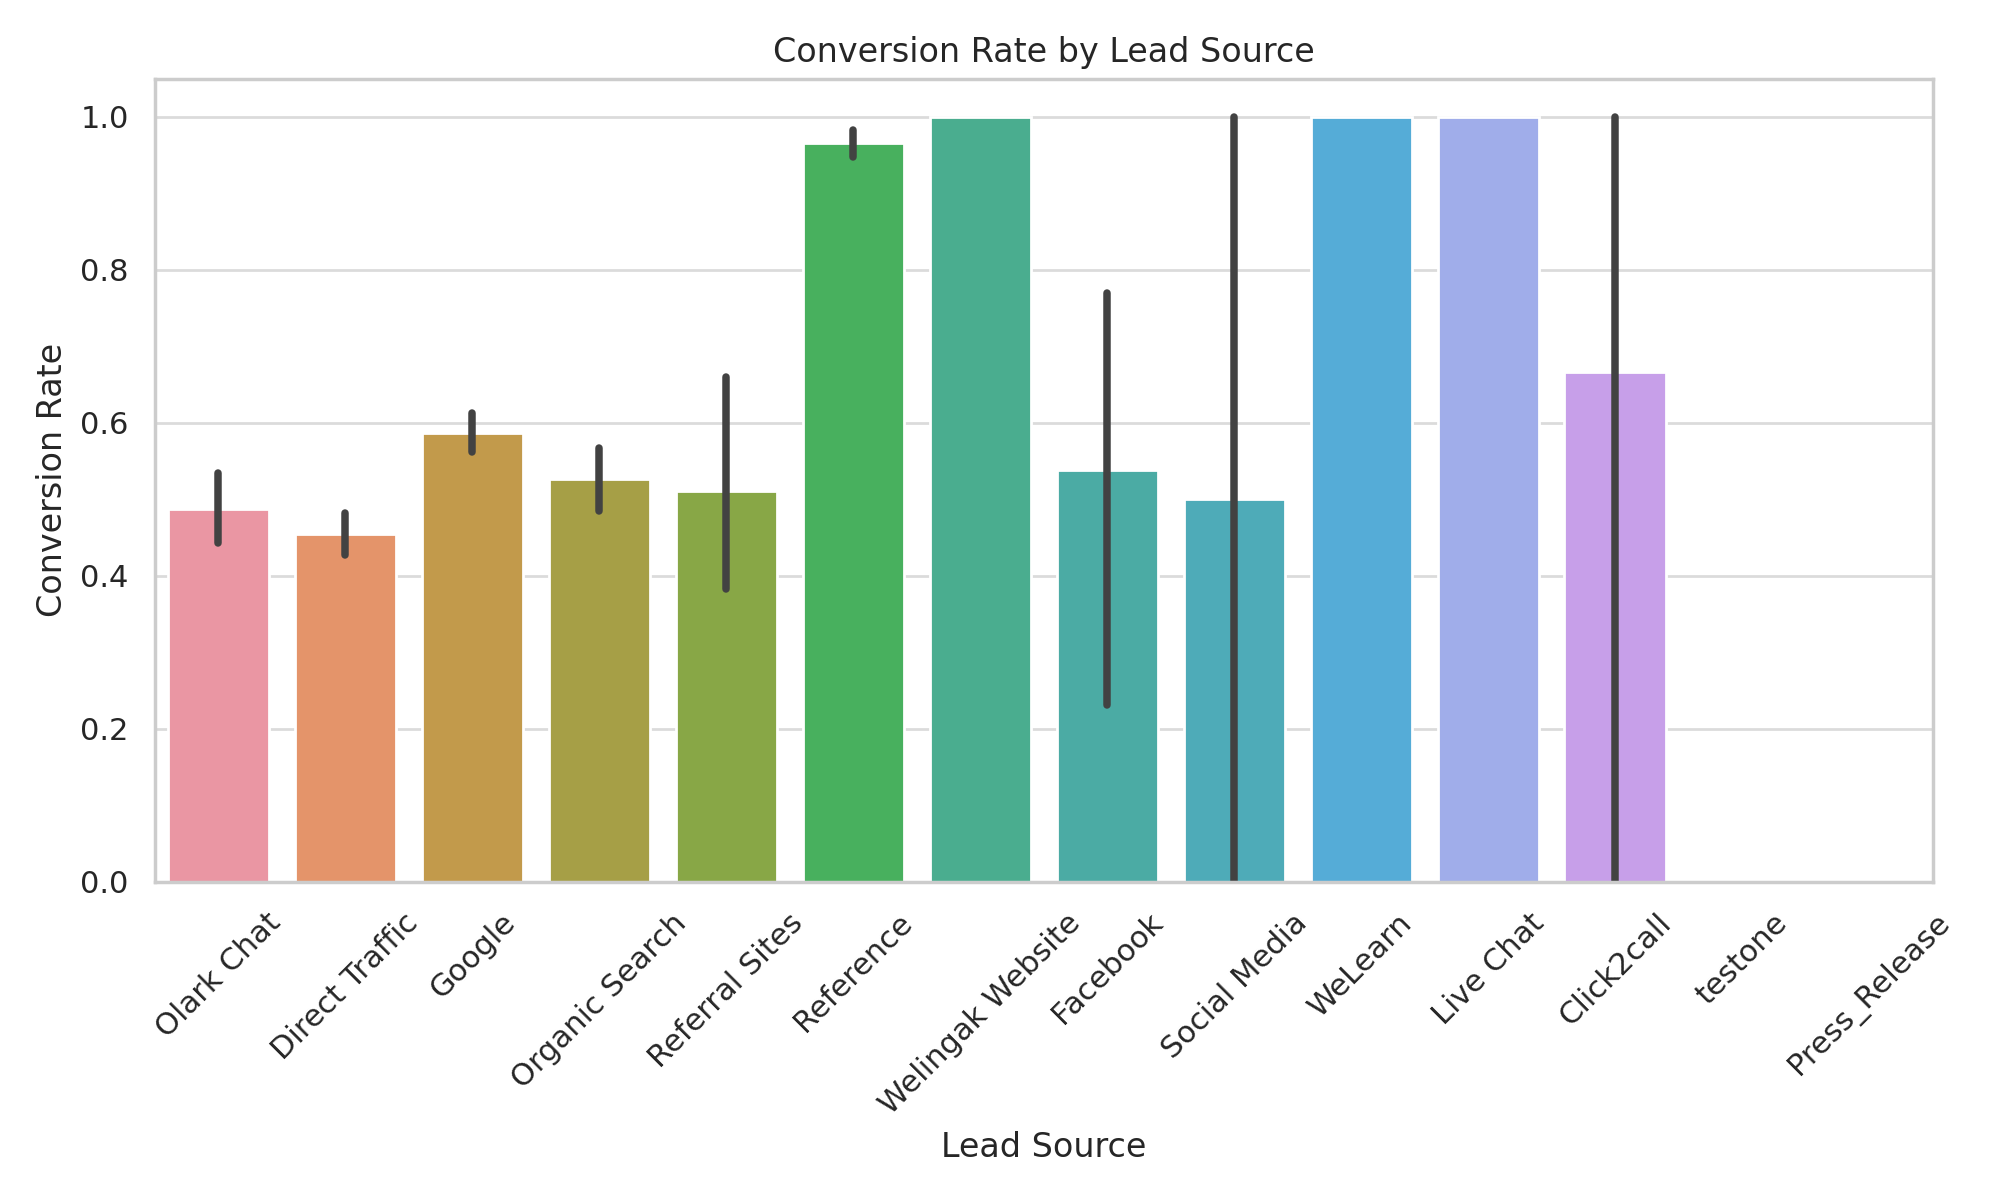 Conversion Rate by Lead Source
Conversion Rate
1.0
0.8
0.6
0.4
0.2
0.0
Olark Chat
Direct Traffic
Google
Organic Search
Referral Sites
Reference
Welingak Website
Facebook
Social Media
WeLearn
Live Chat
Click2call
testone
Press_Release
Lead Source